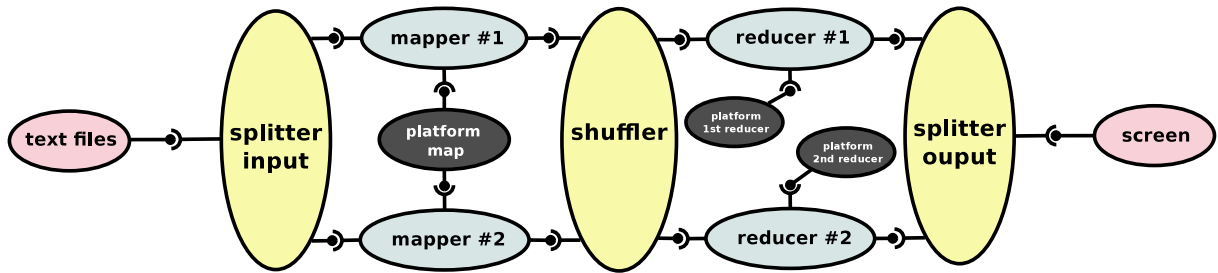 text files
splitter
input
mapper #1
platform
map
mapper #2
shuffler
reducer #1
platform
1st reducer
platform
2nd reducer
reducer #2
splitter
ouput
screen